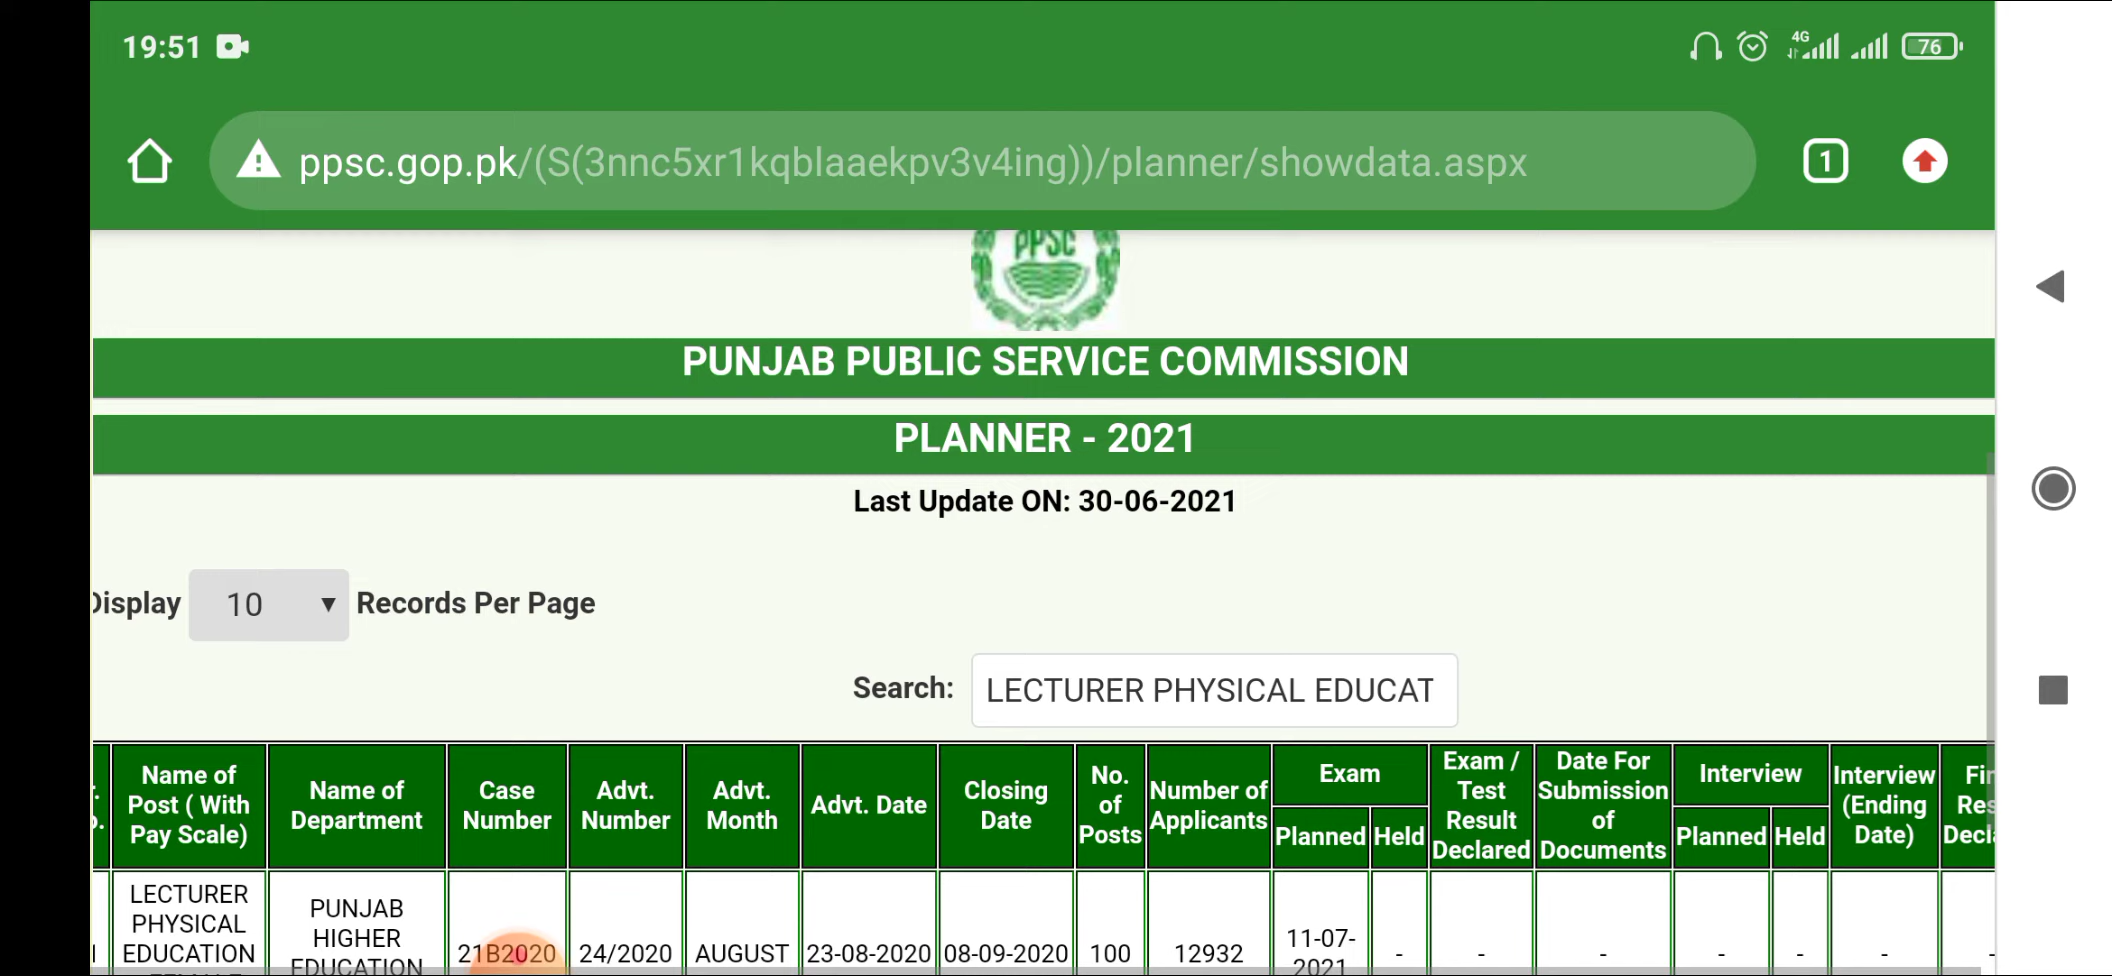 19:51
4G
76
ppsc.gop.pk/(S(3nnc5xr1kqblaaekpv3v4ing))/planner/showdata.aspx
1
PPSC
PUNJAB PUBLIC SERVICE COMMISSION
PLANNER - 2021
Last Update ON: 30-06-2021
Display 10 Records Per Page
Search: LECTURER PHYSICAL EDUCAT
Name of Post ( With Pay Scale)
Name of Department
Case Number
Advt. Number
Advt. Month
Advt. Date
Closing Date
No. of Posts
Number of Applicants
Exam
Planned
Held
Exam / Test Result Declared
Date For Submission of Documents
Interview
Planned
Held
Interview (Ending Date)
LECTURER PHYSICAL EDUCATION
PUNJAB HIGHER EDUCATION
21B2020
24/2020
AUGUST
23-08-2020
08-09-2020
100
12932
11-07-2021
-
-
-
-
-
-
-